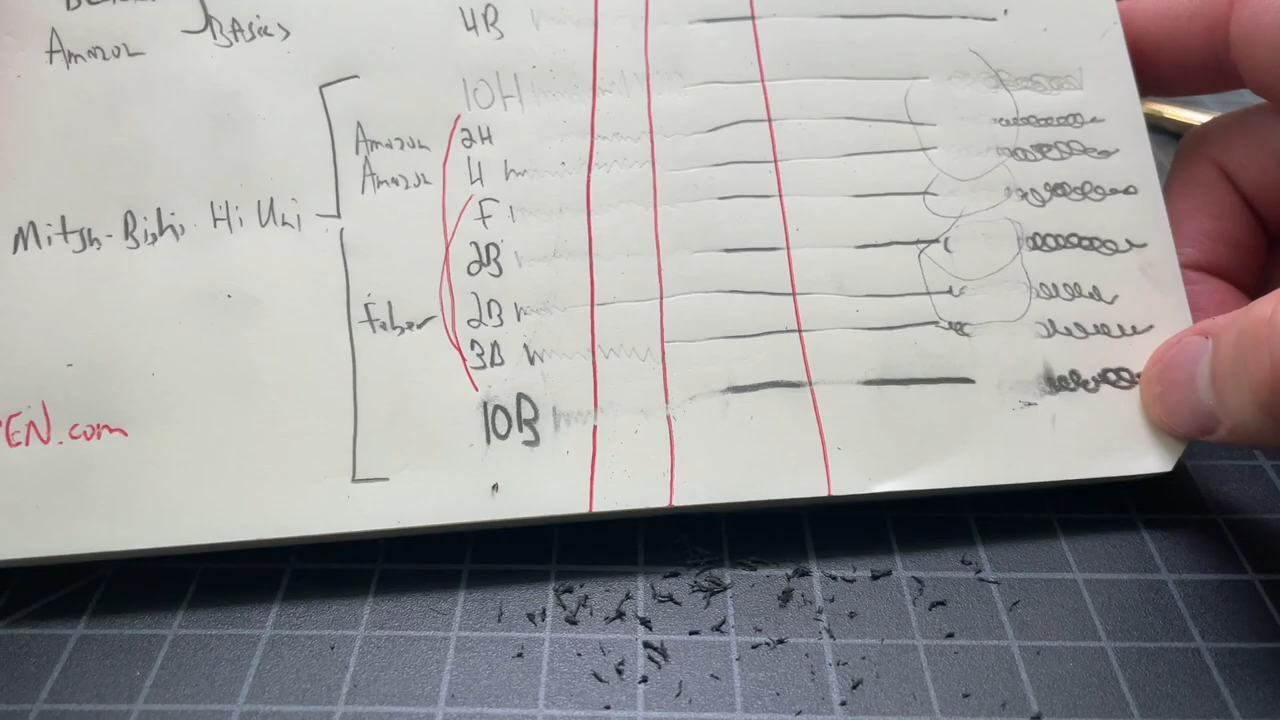 BAsics
Amazon
4B
10H
Amazon 2H
Amazon 4
F
Mitsu-Bishi Hi Uni
2B
Faber 2B
3B
EN.com
10B